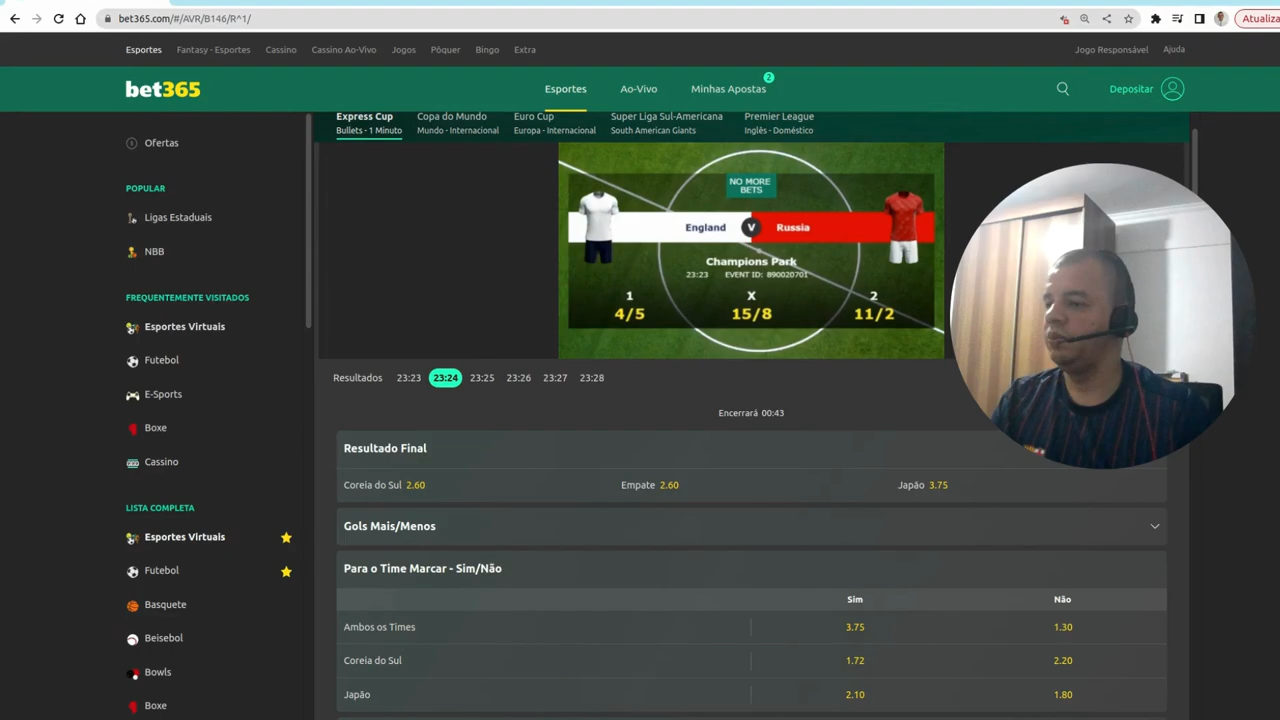 bet365.com/#/AVR/B146/R^1/
Atualiza
Esportes Fantasy - Esportes Cassino Cassino Ao-Vivo Jogos Pôquer Bingo Extra Jogo Responsável Ajuda
bet365 Esportes Ao-Vivo Minhas Apostas 2 Depositar
Express Cup Copa do Mundo Euro Cup Super Liga Sul-Americana Premier League
Bullets - 1 Minuto Mundo - Internacional Europa - Internacional South American Giants Inglês - Doméstico
Ofertas
POPULAR
Ligas Estaduais
NBB
FREQUENTEMENTE VISITADOS
Esportes Virtuais
Futebol
E-Sports
Boxe
Cassino
LISTA COMPLETA
Esportes Virtuais
Futebol
Basquete
Beisebol
Bowls
Boxe
NO MORE
BETS
England V Russia
Champions Park
23:23 EVENT ID: 890020701
1 X 2
4/5 15/8 11/2
Resultados 23:23 23:24 23:25 23:26 23:27 23:28
Encerrará 00:43
Resultado Final
Coreia do Sul 2.60 Empate 2.60 Japão 3.75
Gols Mais/Menos
Para o Time Marcar - Sim/Não
Sim Não
Ambos os Times 3.75 1.30
Coreia do Sul 1.72 2.20
Japão 2.10 1.80